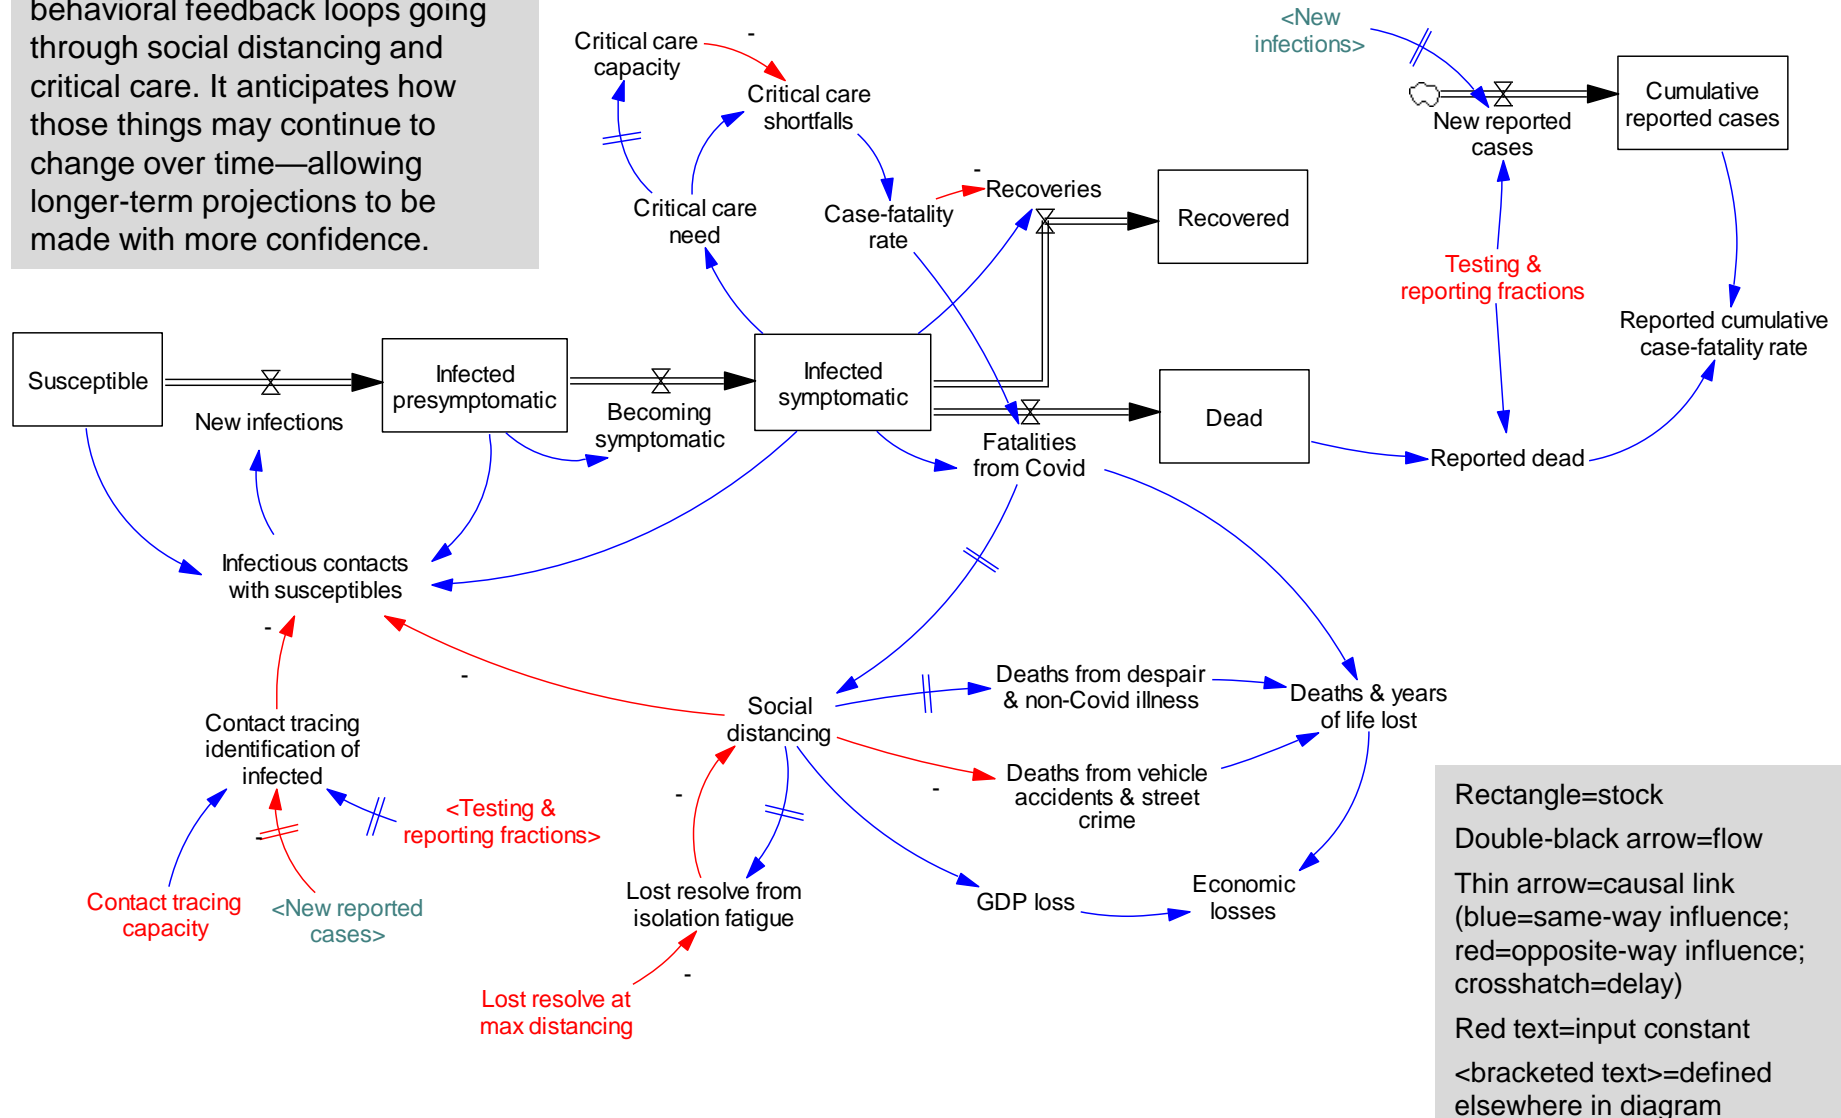 behavioral feedback loops going
through social distancing and
critical care. It anticipates how
those things may continue to
change over time—allowing
longer-term projections to be
made with more confidence.
Critical care
capacity
-
Critical care
shortfalls
Critical care
need
Case-fatality
rate
-
Recoveries
Recovered
<New
infections>
New reported
cases
Cumulative
reported cases
Testing &
reporting fractions
Reported cumulative
case-fatality rate
Susceptible
New infections
Infected
presymptomatic
Becoming
symptomatic
Infected
symptomatic
Fatalities
from Covid
Dead
Reported dead
Infectious contacts
with susceptibles
-
-
Contact tracing
identification of
infected
-
<Testing &
reporting fractions>
Contact tracing
capacity
<New reported
cases>
Social
distancing
-
Lost resolve from
isolation fatigue
-
Lost resolve at
max distancing
Deaths from despair
& non-Covid illness
-
Deaths from vehicle
accidents & street
crime
Deaths & years
of life lost
GDP loss
Economic
losses
Rectangle=stock
Double-black arrow=flow
Thin arrow=causal link
(blue=same-way influence;
red=opposite-way influence;
crosshatch=delay)
Red text=input constant
<bracketed text>=defined
elsewhere in diagram